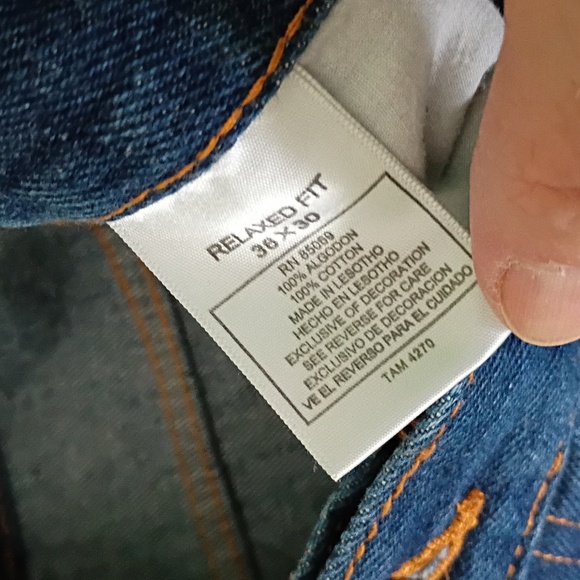 RELAXED FIT
36 X 30
RN 85069
100% ALGODON
100% COTTON
MADE IN LESOTHO
HECHO EN LESOTHO
EXCLUSIVE OF DECORATION
SEE REVERSE FOR CARE
EXCLUSIVO DE DECORACION
VE EL REVERSO PARA EL CUIDADO
TAM 4270